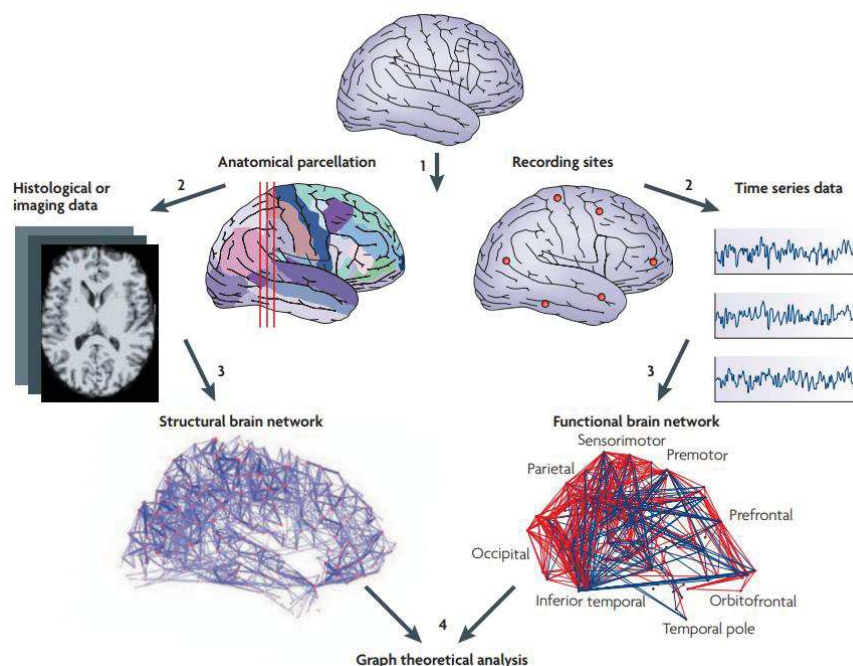 Anatomical parcellation
1
Recording sites
Histological or
imaging data
2
2
Time series data
3
3
Structural brain network
Functional brain network
Sensorimotor
Parietal
Premotor
Prefrontal
Occipital
Inferior temporal
Orbitofrontal
Temporal pole
4
Graph theoretical analysis